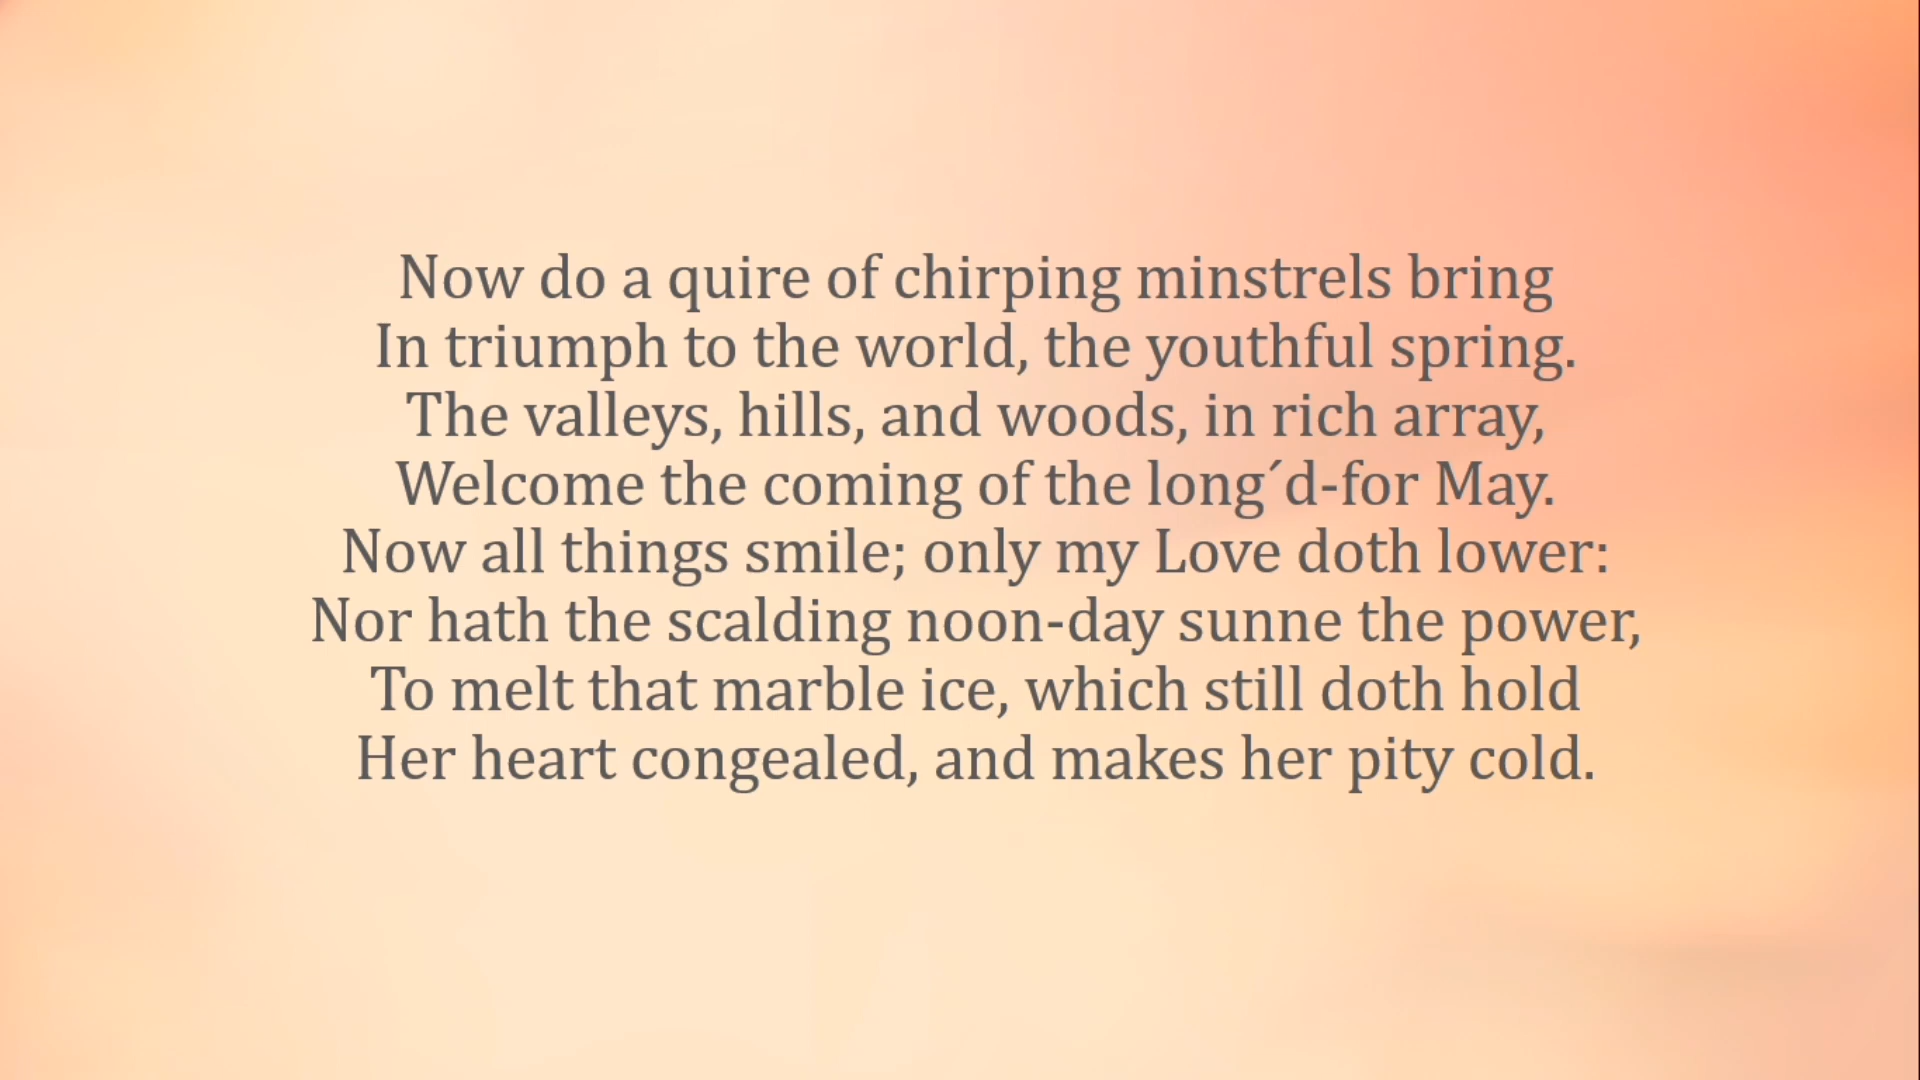 Now do a quire of chirping minstrels bring
In triumph to the world, the youthful spring.
The valleys, hills, and woods, in rich array,
Welcome the coming of the long´d-for May.
Now all things smile; only my Love doth lower:
Nor hath the scalding noon-day sunne the power,
To melt that marble ice, which still doth hold
Her heart congealed, and makes her pity cold.